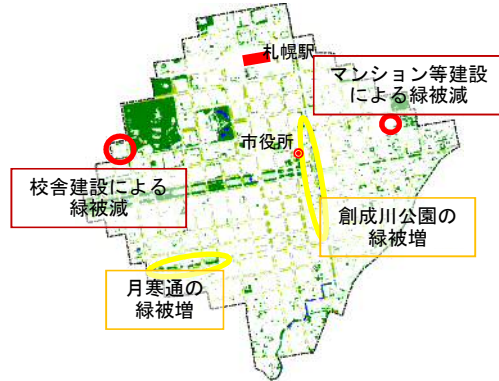 札幌駅
マンション等建設
による緑被減
市役所
校舎建設による
緑被減
創成川公園の
緑被増
月寒通の
緑被増